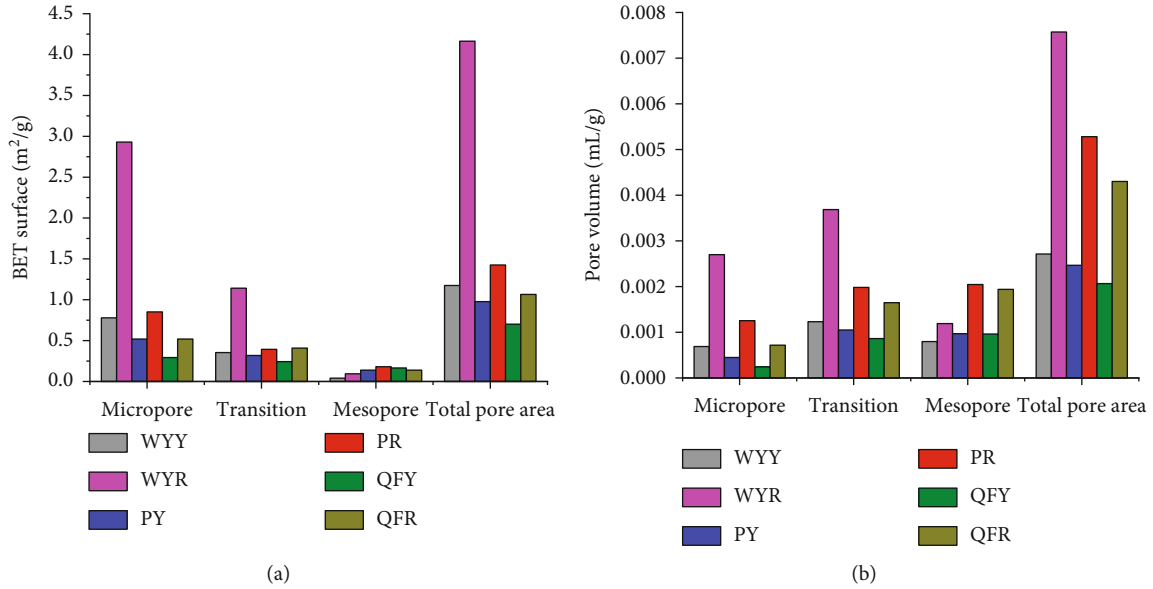 4.5
4.0
4.5
3.0
2.5
2.0
1.5
1.0
0.5
0.0
BET surface (m²/g)
Micropore Transition Mesopore Total pore area
WYY PR
WYR QFY
PY QFR
(a)
0.008
0.007
0.006
0.005
0.004
0.003
0.002
0.001
0.000
Pore volume (mL/g)
Micropore Transition Mesopore Total pore area
WYY PR
WYR QFY
PY QFR
(b)